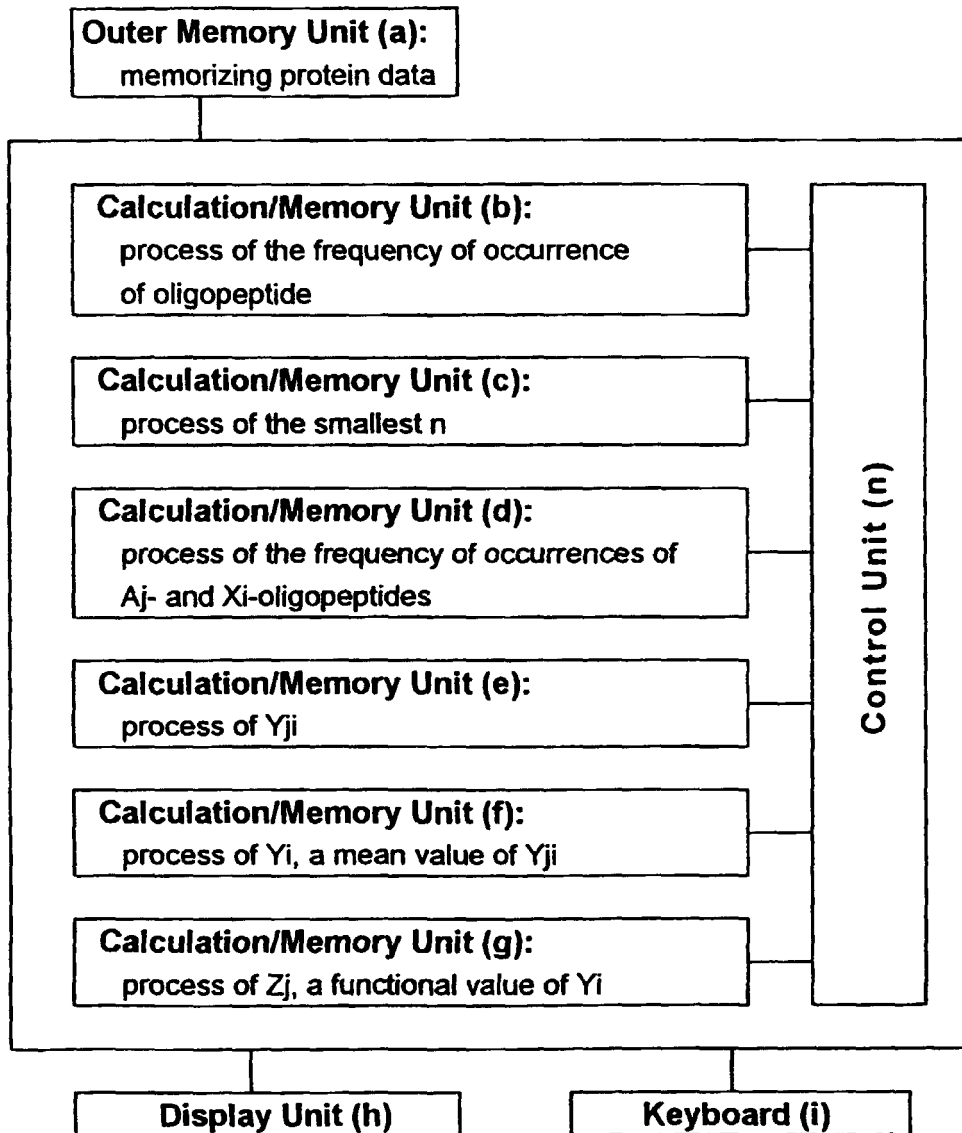 Outer Memory Unit (a):
memorizing protein data
Calculation/Memory Unit (b):
process of the frequency of occurrence
of oligopeptide
Calculation/Memory Unit (c):
process of the smallest n
Calculation/Memory Unit (d):
process of the frequency of occurrences of
Aj- and Xi-oligopeptides
Calculation/Memory Unit (e):
process of Yji
Calculation/Memory Unit (f):
process of Yi, a mean value of Yji
Calculation/Memory Unit (g):
process of Zj, a functional value of Yi
Control Unit (n)
Display Unit (h)
Keyboard (i)